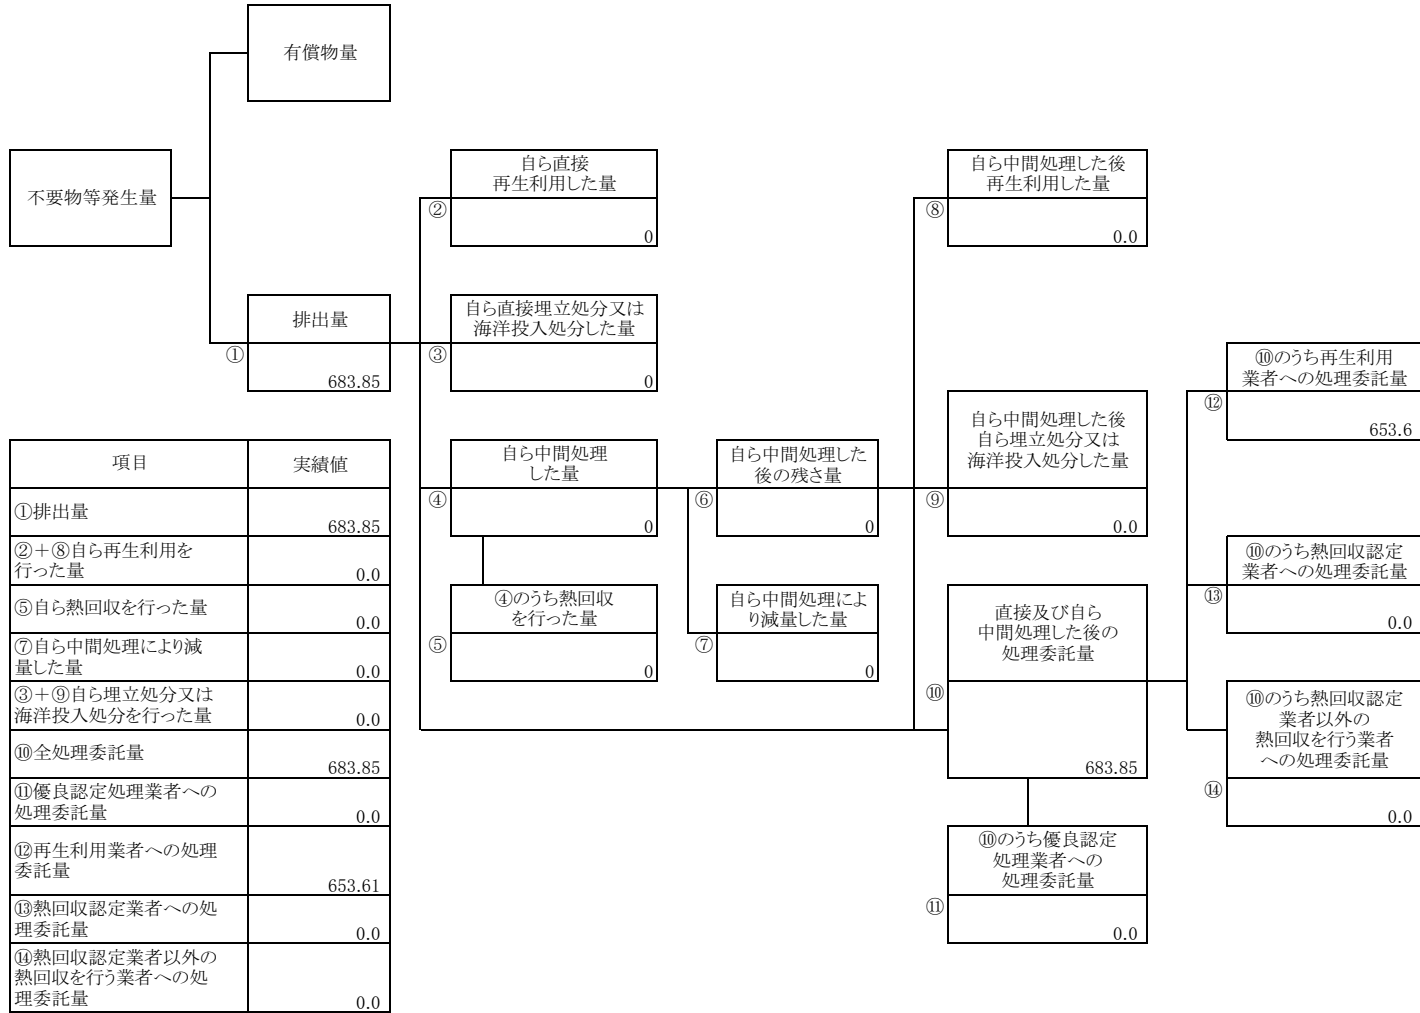 有償物量
不要物等発生量
自ら直接
再生利用した量
②
0
自ら中間処理した後
再生利用した量
⑧
0.0
排出量
①
683.85
自ら直接埋立処分又は
海洋投入処分した量
③
0
⑩のうち再生利用
業者への処理委託量
⑫
653.6
自ら中間処理
した量
④
0
自ら中間処理した
後の残さ量
⑥
0
自ら中間処理した後
自ら埋立処分又は
海洋投入処分した量
⑨
0.0
⑩のうち熱回収認定
業者への処理委託量
⑬
0.0
④のうち熱回収
を行った量
⑤
0
自ら中間処理によ
り減量した量
⑦
0
直接及び自ら
中間処理した後の
処理委託量
⑩
683.85
⑩のうち熱回収認定
業者以外の
熱回収を行う業者
への処理委託量
⑭
0.0
⑩のうち優良認定
処理業者への
処理委託量
⑪
0.0
項目
実績値
①排出量
683.85
②＋⑧自ら再生利用を
行った量
0.0
⑤自ら熱回収を行った量
0.0
⑦自ら中間処理により減
量した量
0.0
③＋⑨自ら埋立処分又は
海洋投入処分を行った量
0.0
⑩全処理委託量
683.85
⑪優良認定処理業者への
処理委託量
0.0
⑫再生利用業者への処理
委託量
653.61
⑬熱回収認定業者への処
理委託量
0.0
⑭熱回収認定業者以外の
熱回収を行う業者への処
理委託量
0.0